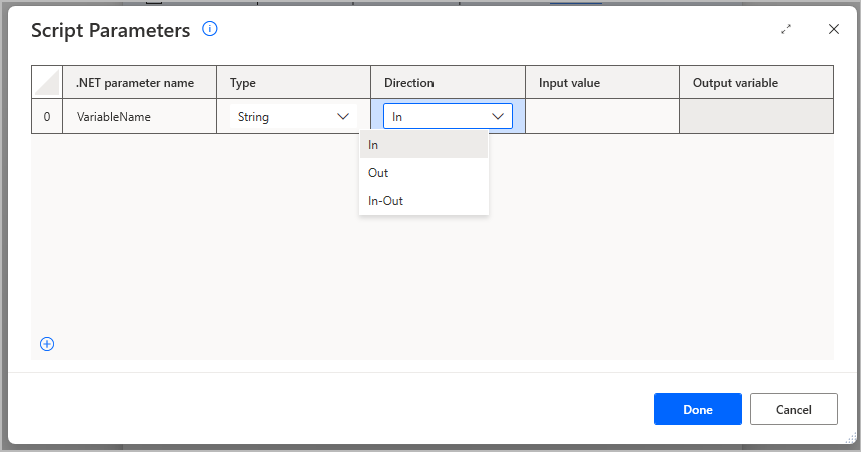 Script Parameters
.NET parameter name Type Direction Input value Output variable
0 VariableName String In
In
Out
In-Out
Done Cancel